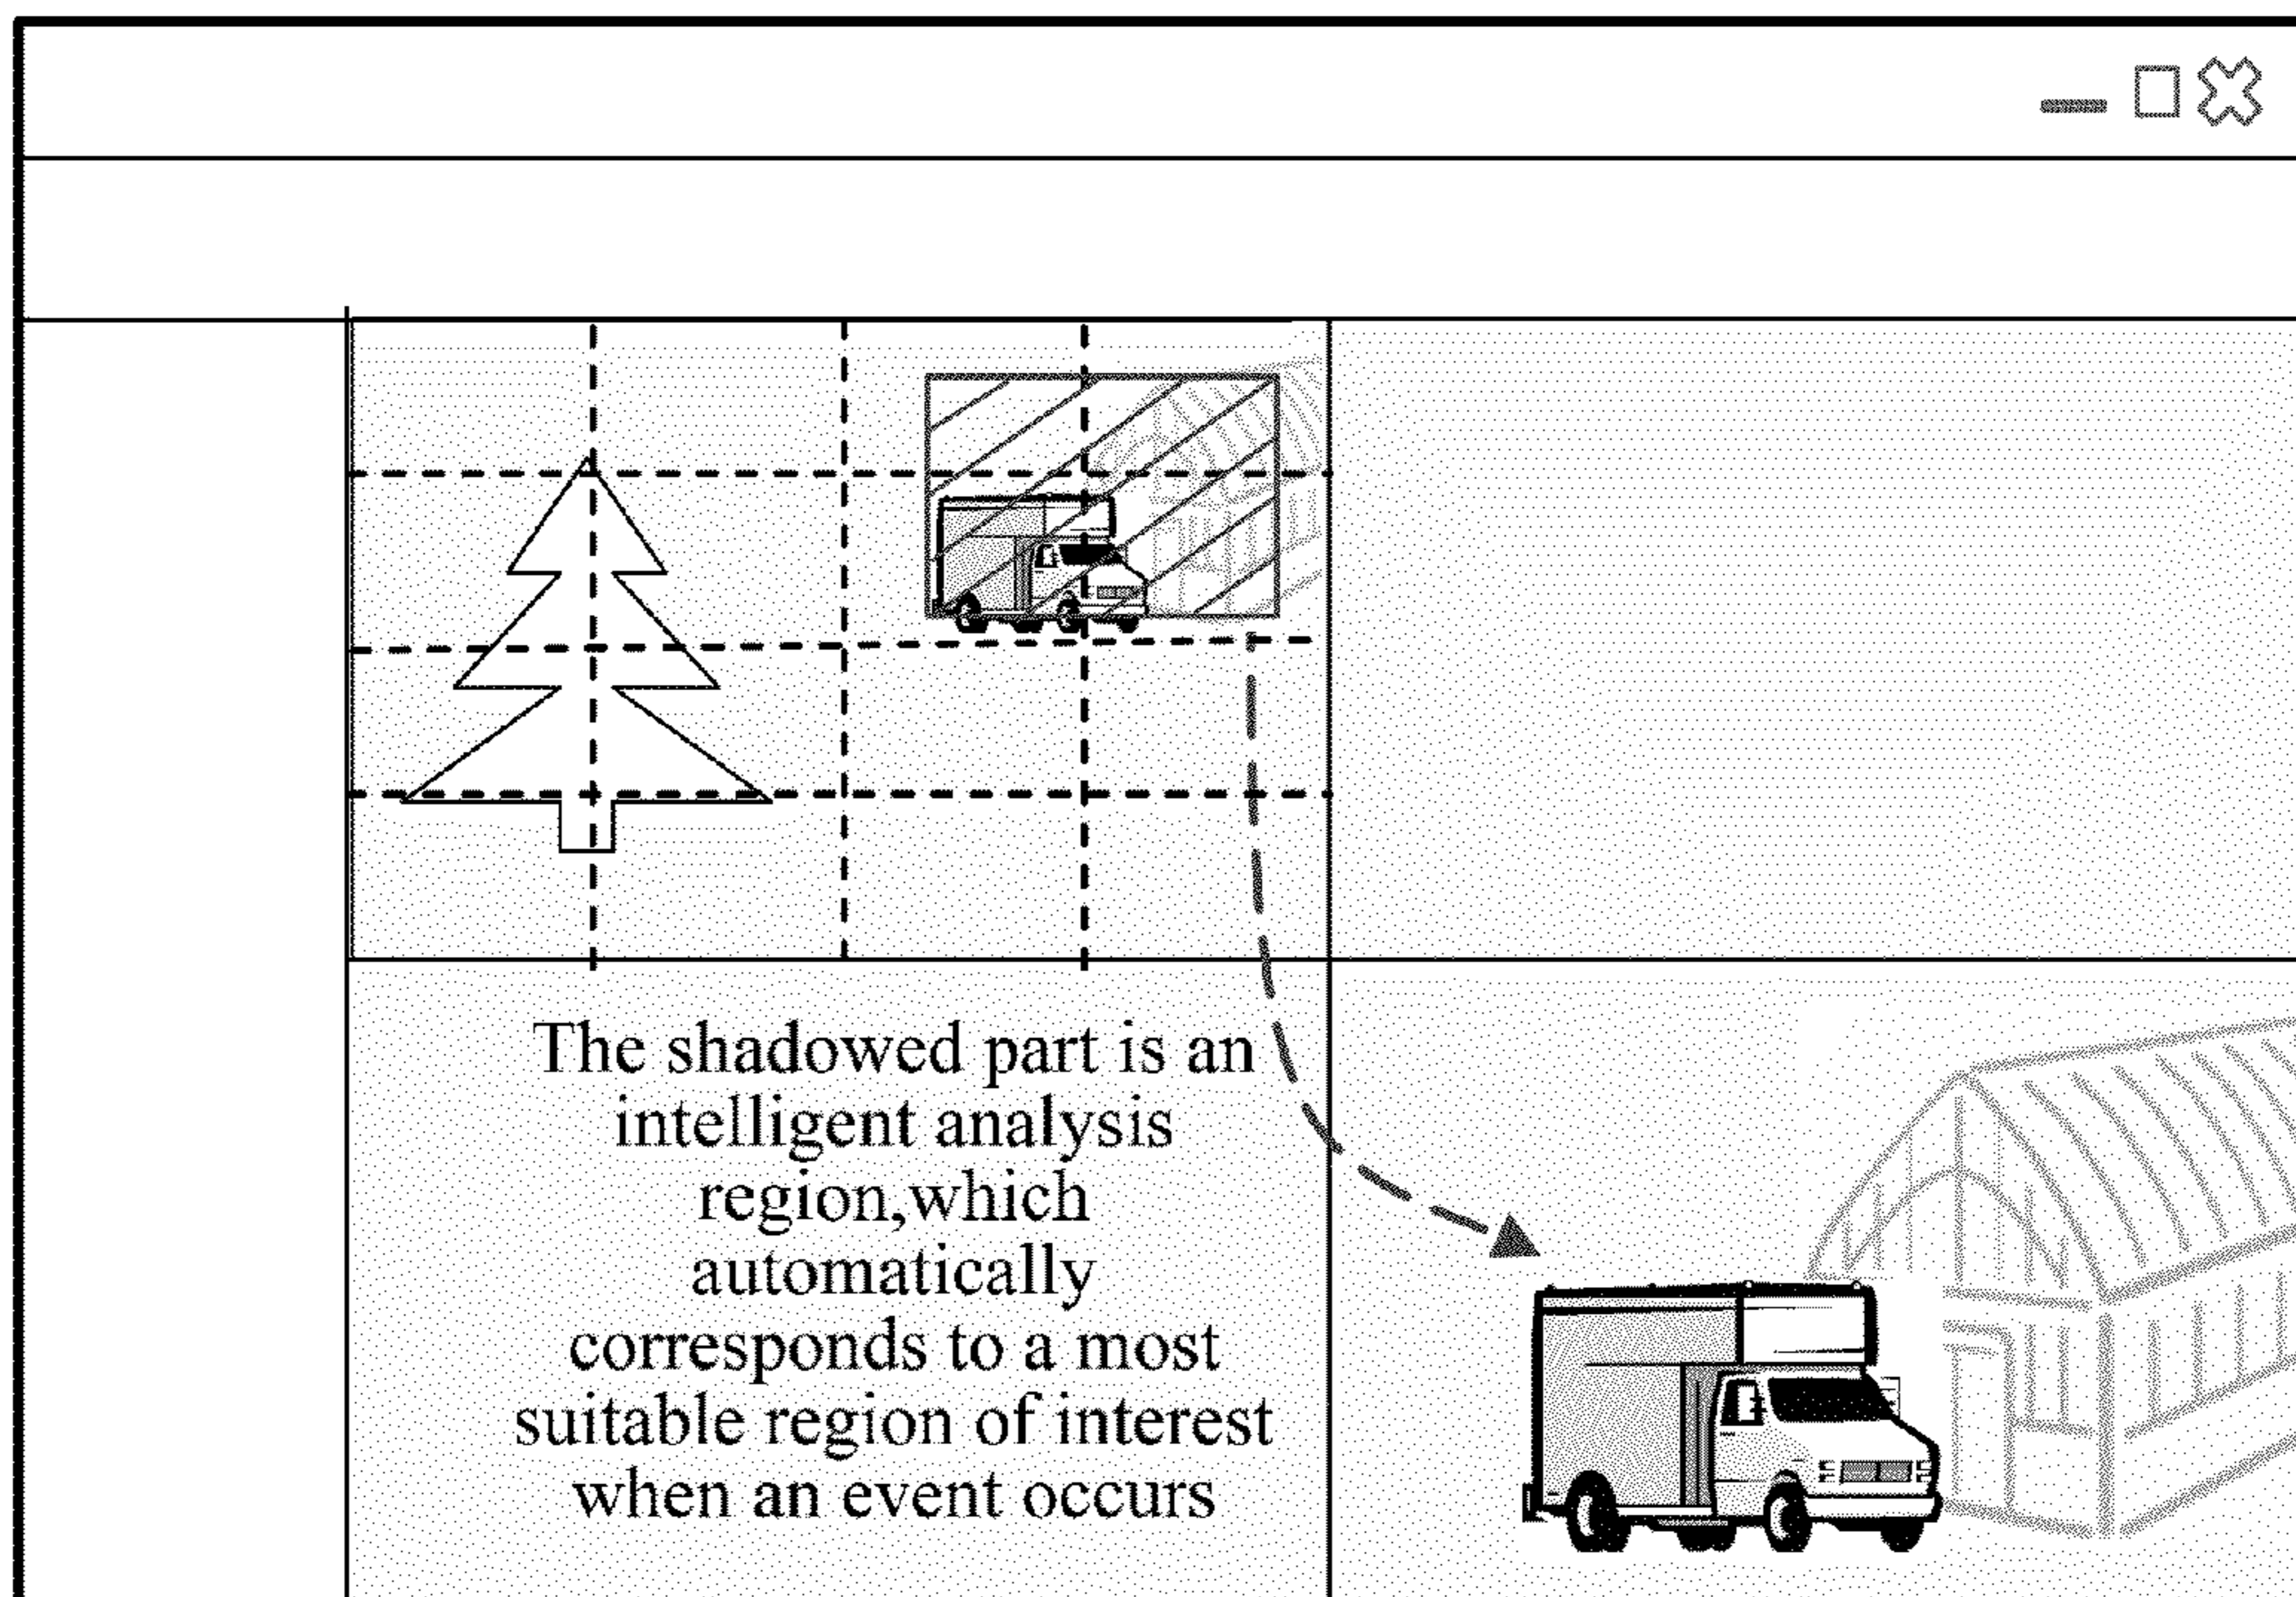 The shadowed part is an
intelligent analysis
region,which
automatically
corresponds to a most
suitable region of interest
when an event occurs